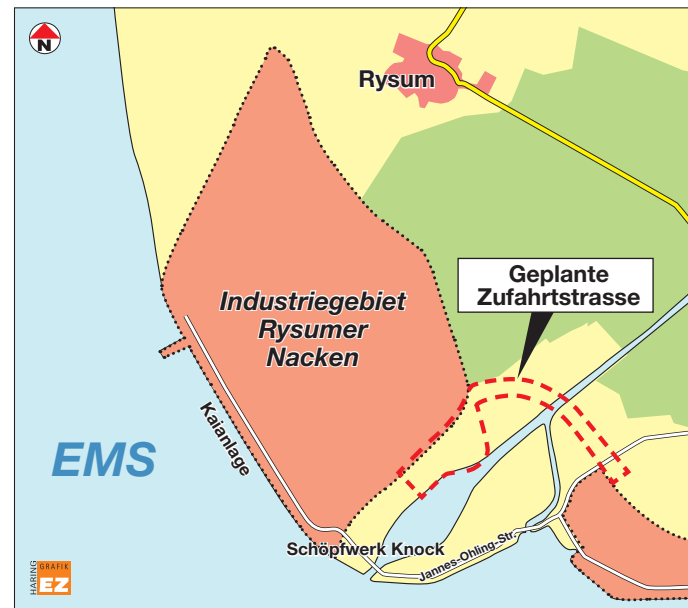 N
Rysum
Geplante
Zufahrtstrasse
Industriegebiet
Rysumer
Nacken
Kaianlage
EMS
Schöpfwerk Knock
Jannes-Ohling-Str.
HARING
GRAFIK
EZ